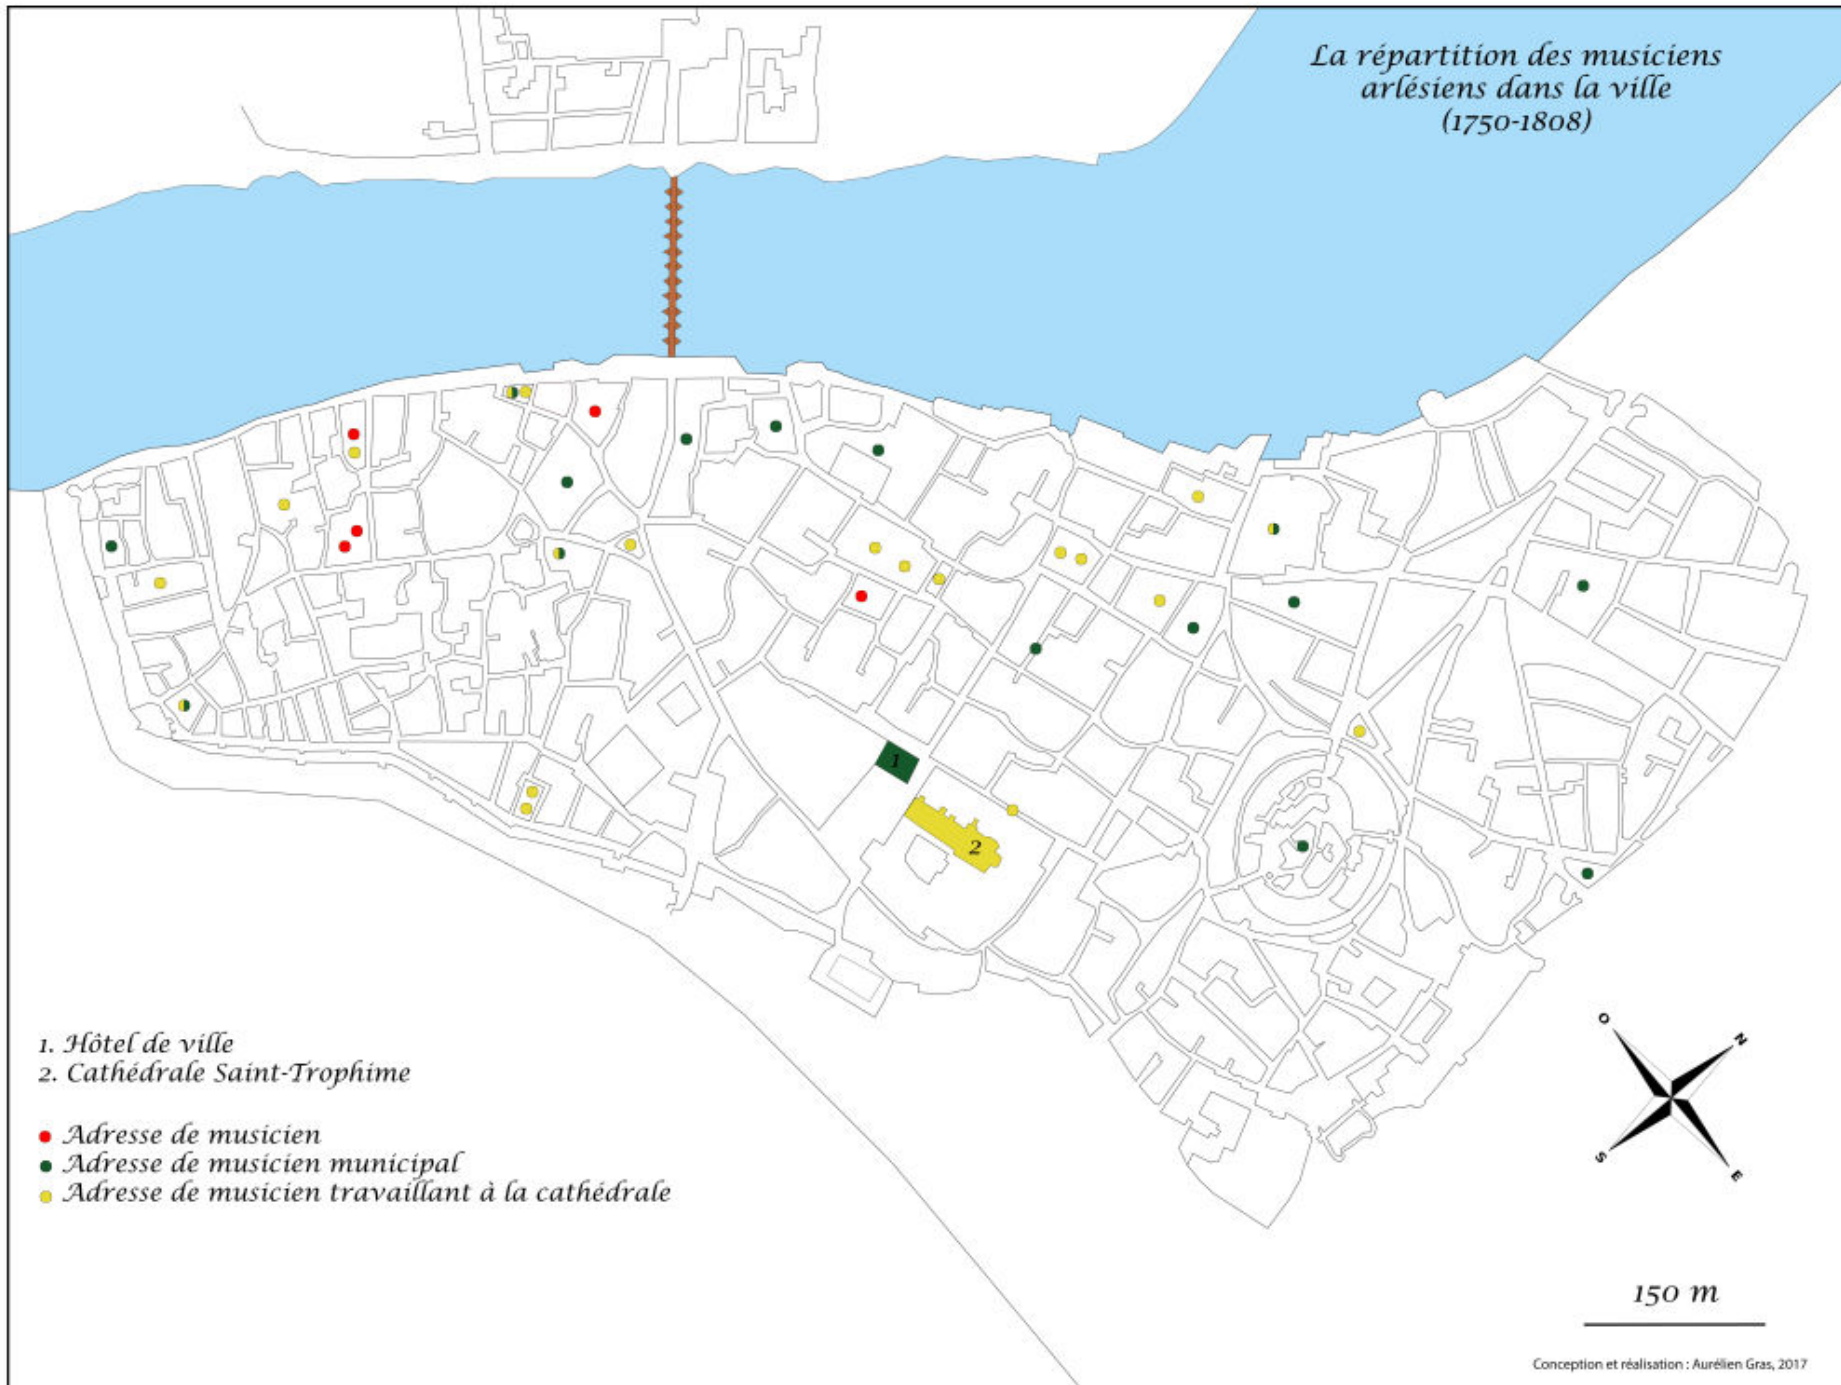 La répartition des musiciens
arlésiens dans la ville
(1750-1808)
1
2
1. Hôtel de ville
2. Cathédrale Saint-Trophime
Adresse de musicien
Adresse de musicien municipal
Adresse de musicien travaillant à la cathédrale
O
N
S
E
150 m
Conception et réalisation : Aurélien Gras, 2017